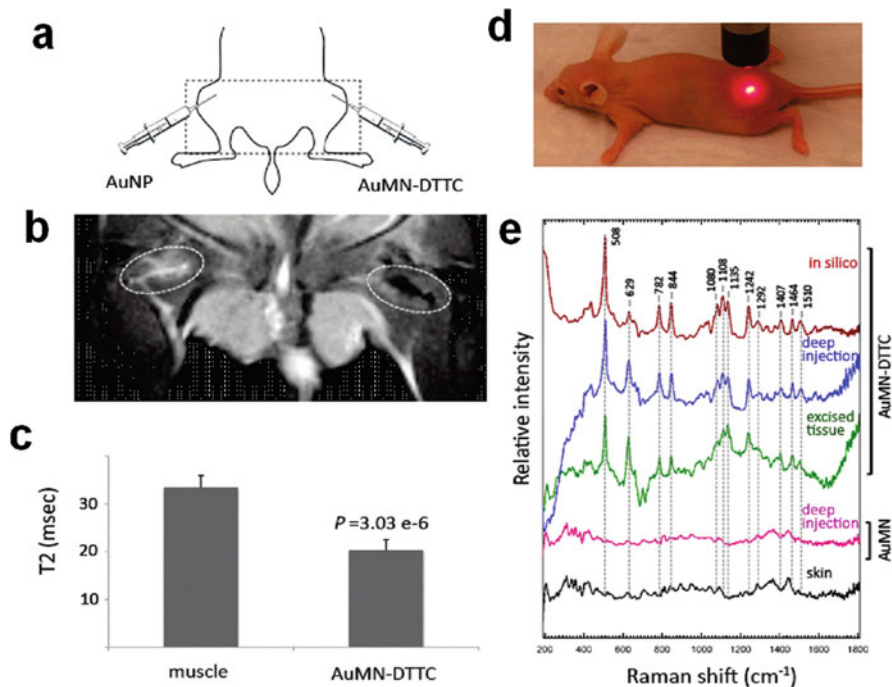 a
AuNP
AuMN-DTTC
b
c
T2 (msec)
30
20
10
P =3.03 e-6
muscle
AuMN-DTTC
d
e
Relative intensity
508
629
782
844
1080
1108
1135
1242
1292
1407
1464
1510
in silico
deep
injection
excised
tissue
deep
injection
skin
AuMN-DTTC
AuMN
200
400
600
800
1000
1200
1400
1600
1800
Raman shift (cm⁻¹)